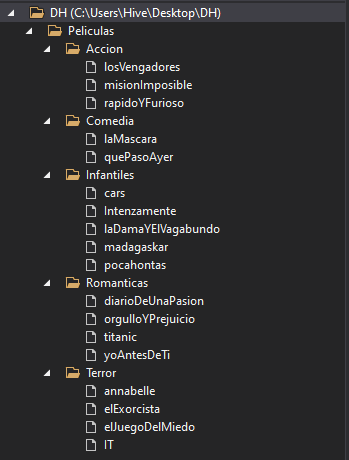 DH (C:\Users\Hive\Desktop\DH)
Peliculas
Accion
losVengadores
misionImposible
rapidoYFurioso
Comedia
laMascara
quePasoAyer
Infantiles
cars
Intenzamente
laDamaYElVagabundo
madagaskar
pocahontas
Romanticas
diarioDeUnaPasion
orgulloYPrejuicio
titanic
yoAntesDeTi
Terror
annabelle
elExorcista
elJuegoDelMiedo
IT